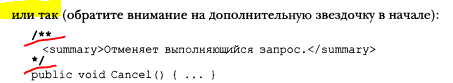 или так (обратите внимание на дополнительную звездочку в начале):
/**
<summary>Отменяет выполняющийся запрос.</summary>
*/
public void Cancel() { ... }